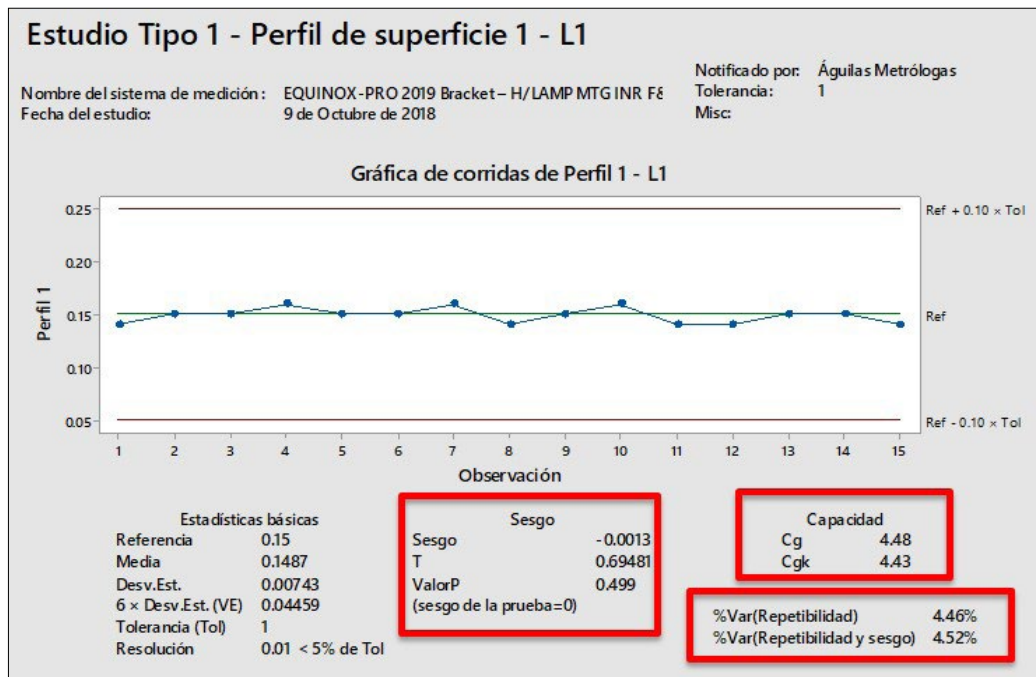 Estudio Tipo 1 - Perfil de superficie 1 - L1
Nombre del sistema de medición: EQUINOX-PRO 2019 Bracket – H/LAMP MTG INR F&
Fecha del estudio: 9 de Octubre de 2018
Notificado por: Águilas Metrólogas
Tolerancia: 1
Misc:
Gráfica de corridas de Perfil 1 - L1
Perfil 1
0.25
0.20
0.15
0.10
0.05
Ref + 0.10 × Tol
Ref
Ref - 0.10 × Tol
1 2 3 4 5 6 7 8 9 10 11 12 13 14 15
Observación
Estadísticas básicas
Referencia 0.15
Media 0.1487
Desv.Est. 0.00743
6 × Desv.Est. (VE) 0.04459
Tolerancia (Tol) 1
Resolución 0.01 < 5% de Tol
Sesgo
Sesgo -0.0013
T 0.69481
ValorP 0.499
(sesgo de la prueba=0)
Capacidad
Cg 4.48
Cgk 4.43
%Var(Repetibilidad) 4.46%
%Var(Repetibilidad y sesgo) 4.52%